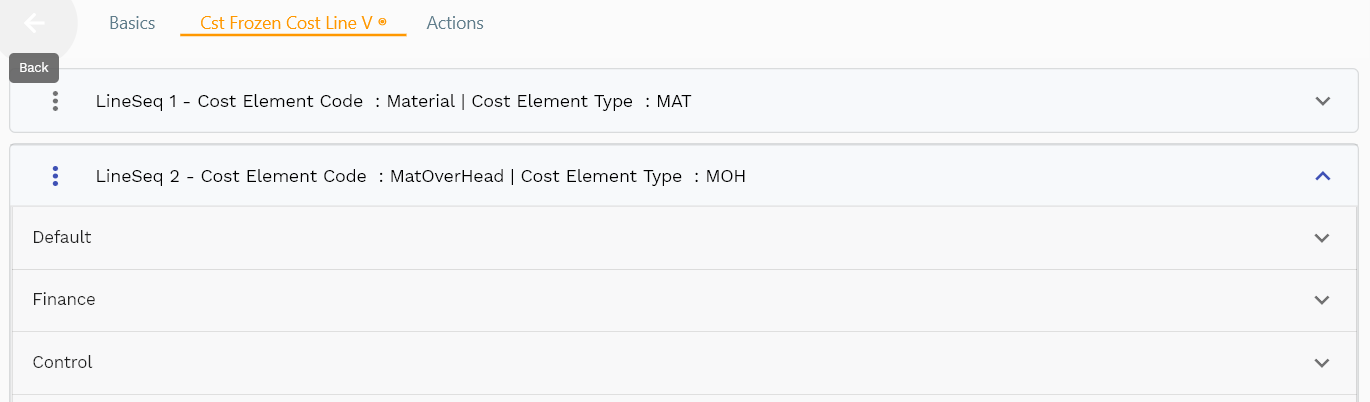 Basics Cst Frozen Cost Line V Actions
Back
LineSeq 1 - Cost Element Code : Material | Cost Element Type : MAT
LineSeq 2 - Cost Element Code : MatOverHead | Cost Element Type : MOH
Default
Finance
Control